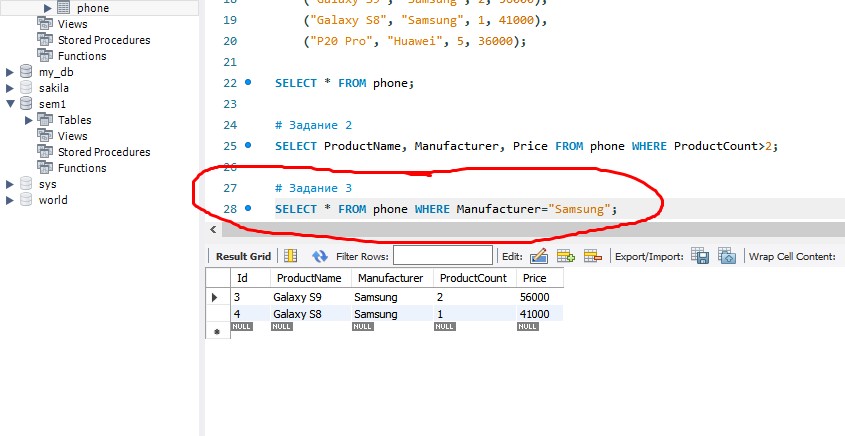 phone
Views
Stored Procedures
Functions
my_db
sakila
sem1
Tables
Views
Stored Procedures
Functions
sys
world
18
19 ("Galaxy S8", "Samsung", 1, 41000),
20 ("P20 Pro", "Huawei", 5, 36000);
21
22 SELECT * FROM phone;
23
24 # Задание 2
25 SELECT ProductName, Manufacturer, Price FROM phone WHERE ProductCount>2;
26
27 # Задание 3
28 SELECT * FROM phone WHERE Manufacturer="Samsung";
Result Grid Filter Rows: Edit: Export/Import: Wrap Cell Content:
Id ProductName Manufacturer ProductCount Price
3 Galaxy S9 Samsung 2 56000
4 Galaxy S8 Samsung 1 41000
NULL NULL NULL NULL NULL